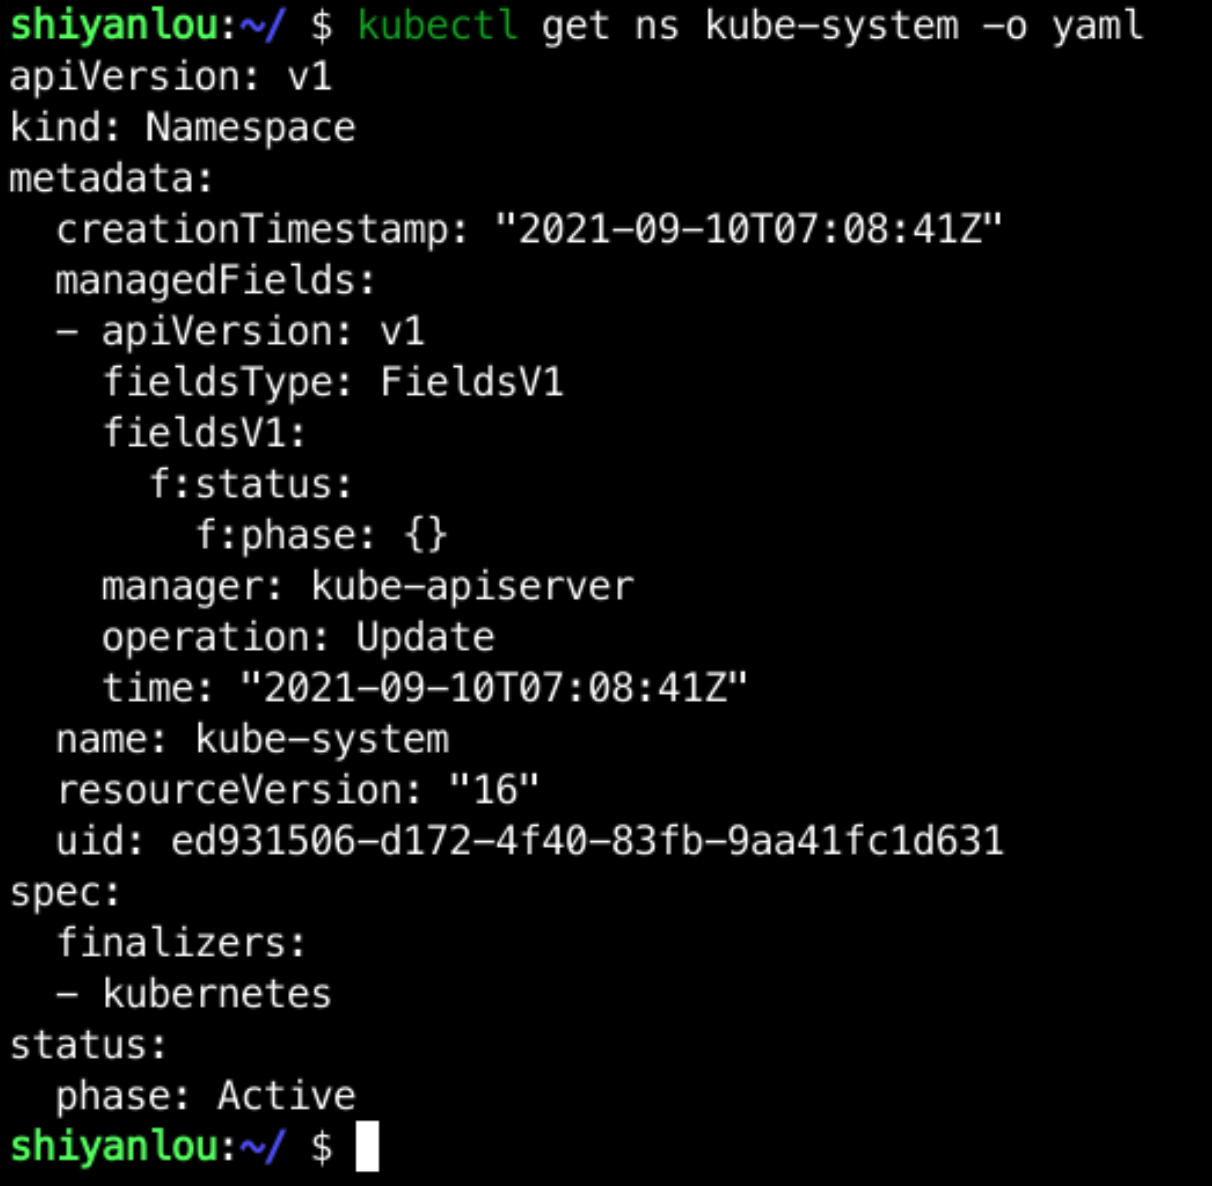 shiyanlou:~/ $ kubectl get ns kube-system -o yaml
apiVersion: v1
kind: Namespace
metadata:
  creationTimestamp: "2021-09-10T07:08:41Z"
  managedFields:
  - apiVersion: v1
    fieldsType: FieldsV1
    fieldsV1:
      f:status:
        f:phase: {}
    manager: kube-apiserver
    operation: Update
    time: "2021-09-10T07:08:41Z"
  name: kube-system
  resourceVersion: "16"
  uid: ed931506-d172-4f40-83fb-9aa41fc1d631
spec:
  finalizers:
  - kubernetes
status:
  phase: Active
shiyanlou:~/ $